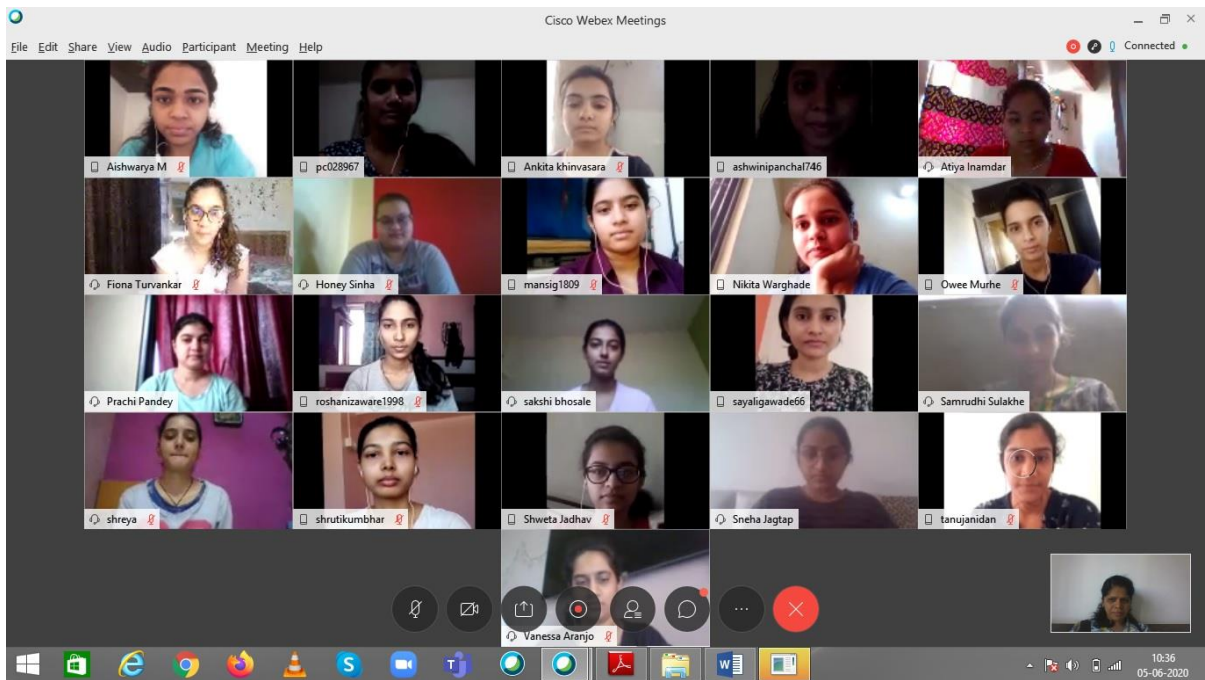 Cisco Webex Meetings
File Edit Share View Audio Participant Meeting Help
Connected
Aishwarya M
pc028967
Ankita khinvasara
ashwinipanchal746
Atiya Inamdar
Fiona Turvankar
Honey Sinha
mansig1809
Nikita Warghade
Owee Murhe
Prachi Pandey
roshanizaware1998
sakshi bhosale
sayaligawade66
Samrudhi Sulakhe
shreya
shrutikumbhar
Shweta Jadhav
Sneha Jagtap
tanujanidan
Vanessa Aranjo
10:36
05-06-2020